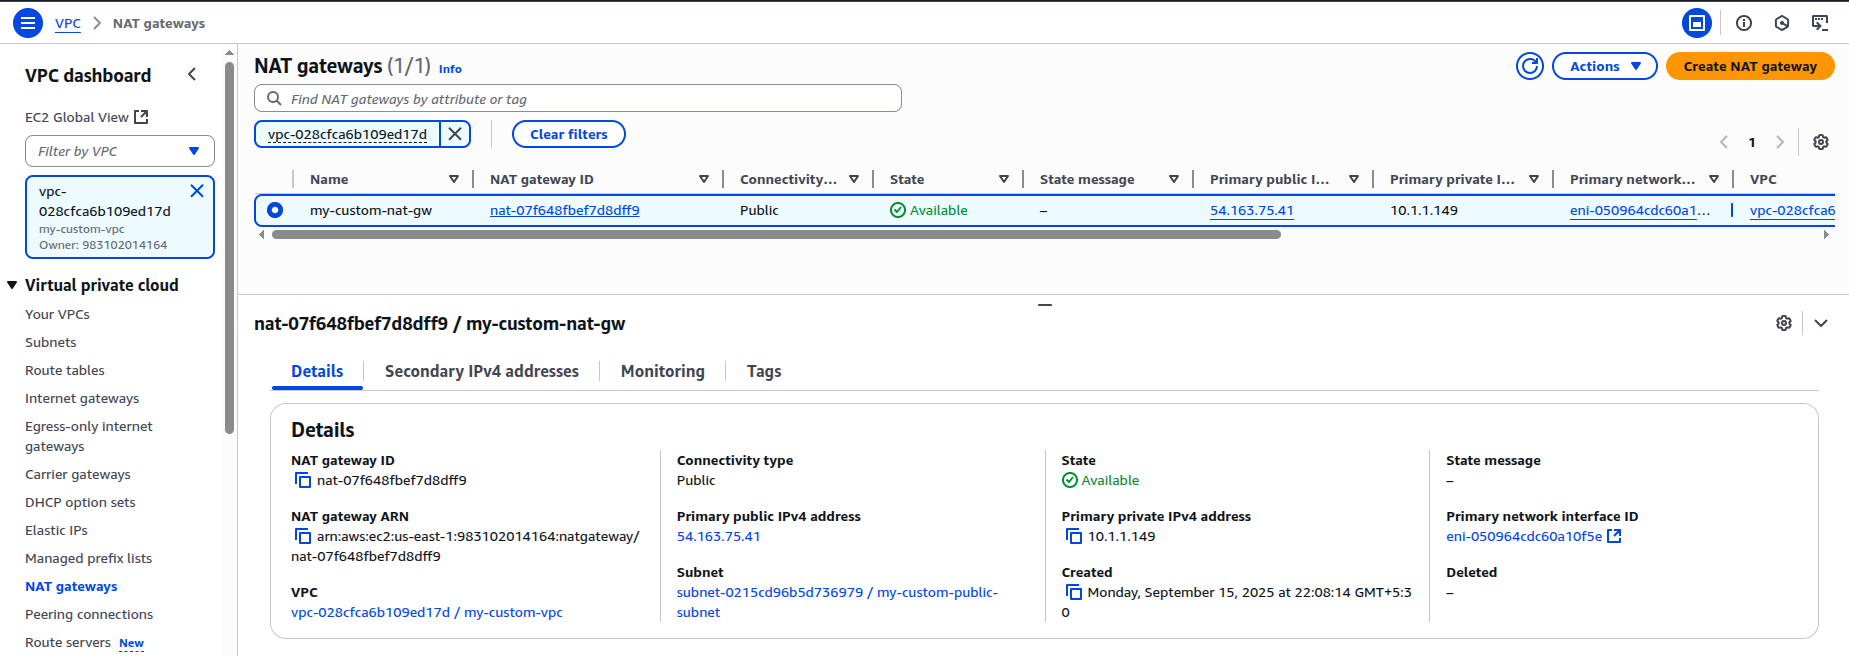 VPC > NAT gateways
VPC dashboard
EC2 Global View
Filter by VPC
vpc-
028cfca6b109ed17d
my-custom-vpc
Owner: 983102014164
Virtual private cloud
Your VPCs
Subnets
Route tables
Internet gateways
Egress-only internet
gateways
Carrier gateways
DHCP option sets
Elastic IPs
Managed prefix lists
NAT gateways
Peering connections
Route servers New
NAT gateways (1/1) Info
Actions
Create NAT gateway
Find NAT gateways by attribute or tag
vpc-028cfca6b109ed17d
Clear filters
1
Name NAT gateway ID Connectivity... State State message Primary public I... Primary private I... Primary network... VPC
my-custom-nat-gw nat-07f648fbef7d8dff9 Public Available – 54.163.75.41 10.1.1.149 eni-050964cdc60a1... vpc-028cfca6
nat-07f648fbef7d8dff9 / my-custom-nat-gw
Details Secondary IPv4 addresses Monitoring Tags
Details
NAT gateway ID
nat-07f648fbef7d8dff9
NAT gateway ARN
arn:aws:ec2:us-east-1:983102014164:natgateway/
nat-07f648fbef7d8dff9
VPC
vpc-028cfca6b109ed17d / my-custom-vpc
Connectivity type
Public
Primary public IPv4 address
54.163.75.41
Subnet
subnet-0215cd96b5d736979 / my-custom-public-
subnet
State
Available
Primary private IPv4 address
10.1.1.149
Created
Monday, September 15, 2025 at 22:08:14 GMT+5:3
0
State message
–
Primary network interface ID
eni-050964cdc60a10f5e
Deleted
–